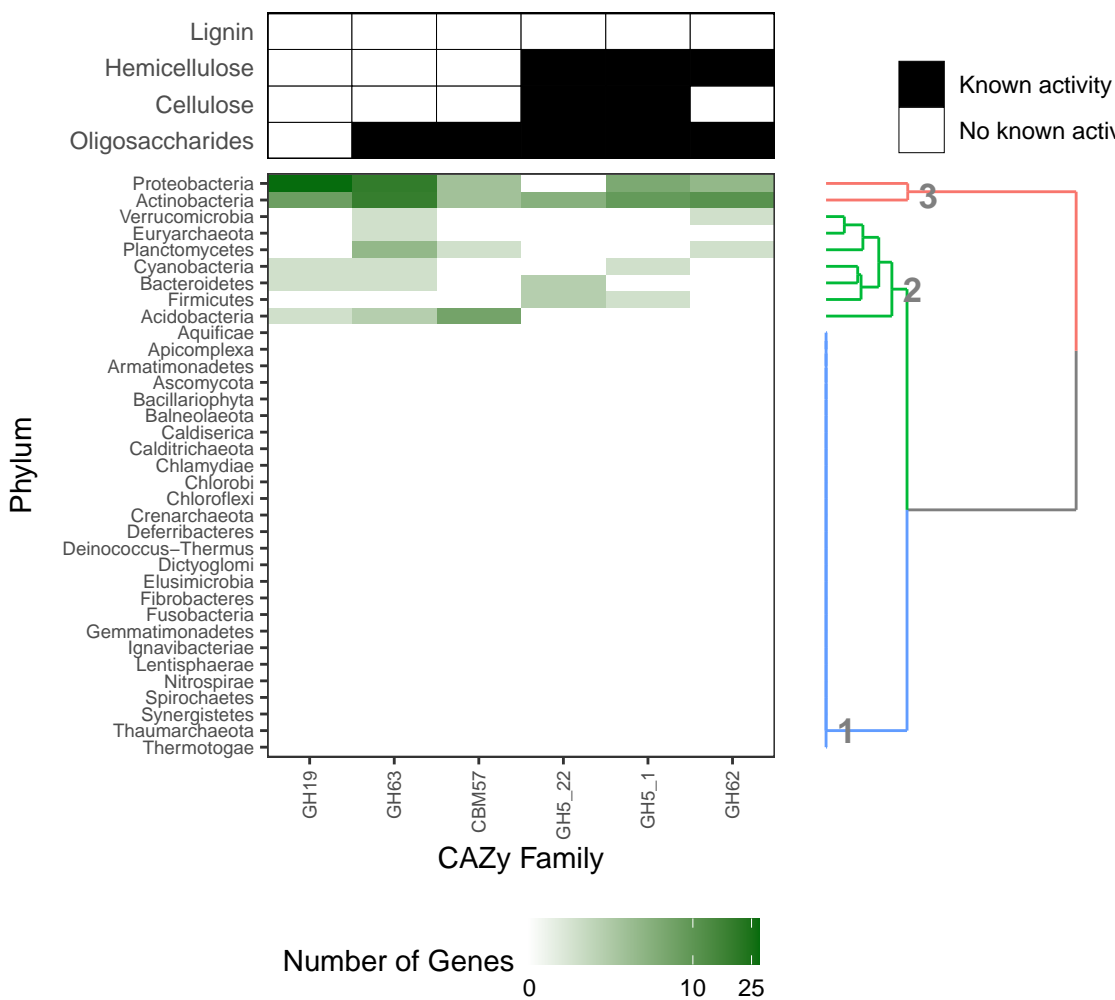 Lignin
Hemicellulose
Cellulose
Oligosaccharides
Known activity
No known activ
Proteobacteria
Actinobacteria
Verrucomicrobia
Euryarchaeota
Planctomycetes
Cyanobacteria
Bacteroidetes
Firmicutes
Acidobacteria
Aquificae
Apicomplexa
Armatimonadetes
Ascomycota
Bacillariophyta
Balneolaeota
Caldiserica
Calditrichaeota
Chlamydiae
Chlorobi
Chloroflexi
Crenarchaeota
Deferribacteres
Deinococcus−Thermus
Dictyoglomi
Elusimicrobia
Fibrobacteres
Fusobacteria
Gemmatimonadetes
Ignavibacteriae
Lentisphaerae
Nitrospirae
Spirochaetes
Synergistetes
Thaumarchaeota
Thermotogae
Phylum
3
2
1
GH19
GH63
CBM57
GH5_22
GH5_1
GH62
CAZy Family
Number of Genes
0 10 25